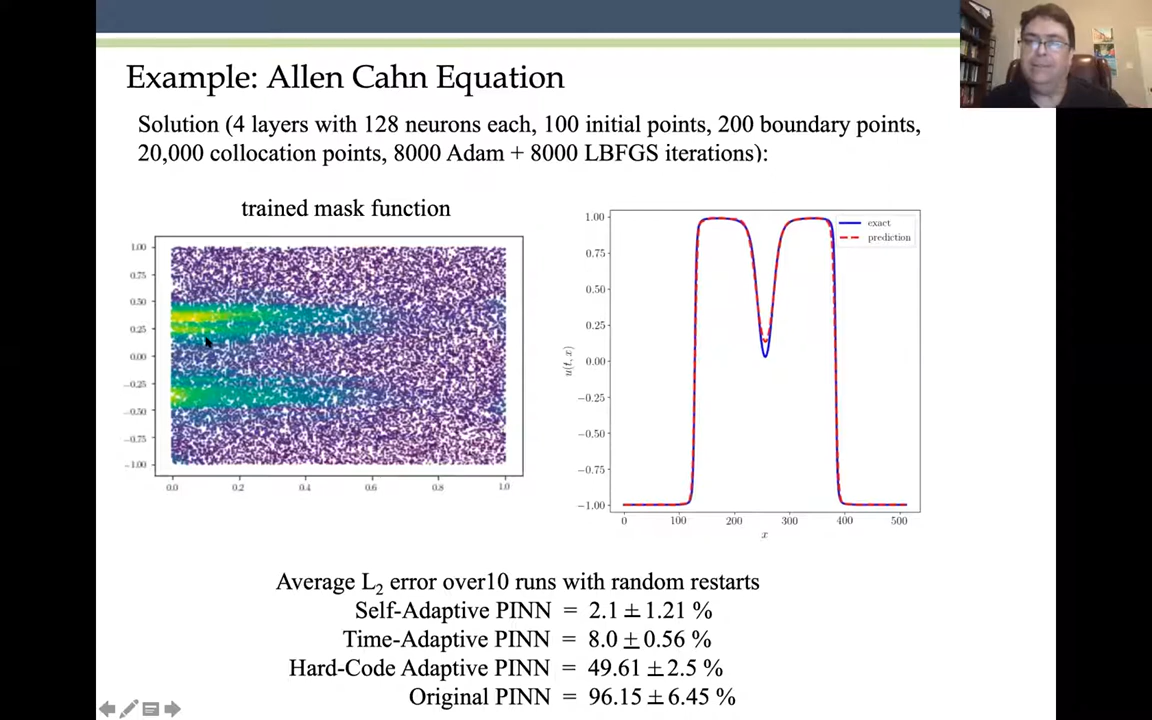 Example: Allen Cahn Equation
Solution (4 layers with 128 neurons each, 100 initial points, 200 boundary points,
20,000 collocation points, 8000 Adam + 8000 LBFGS iterations):
trained mask function
1.00
0.75
0.50
0.25
0.00
−0.25
−0.50
−0.75
−1.00
0.0 0.2 0.4 0.6 0.8 1.0
exact
prediction
1.00
0.75
0.50
0.25
0.00
−0.25
−0.50
−0.75
−1.00
u(t, x)
0 100 200 300 400 500
x
Average L2 error over10 runs with random restarts
Self-Adaptive PINN = 2.1 ± 1.21 %
Time-Adaptive PINN = 8.0 ± 0.56 %
Hard-Code Adaptive PINN = 49.61 ± 2.5 %
Original PINN = 96.15 ± 6.45 %